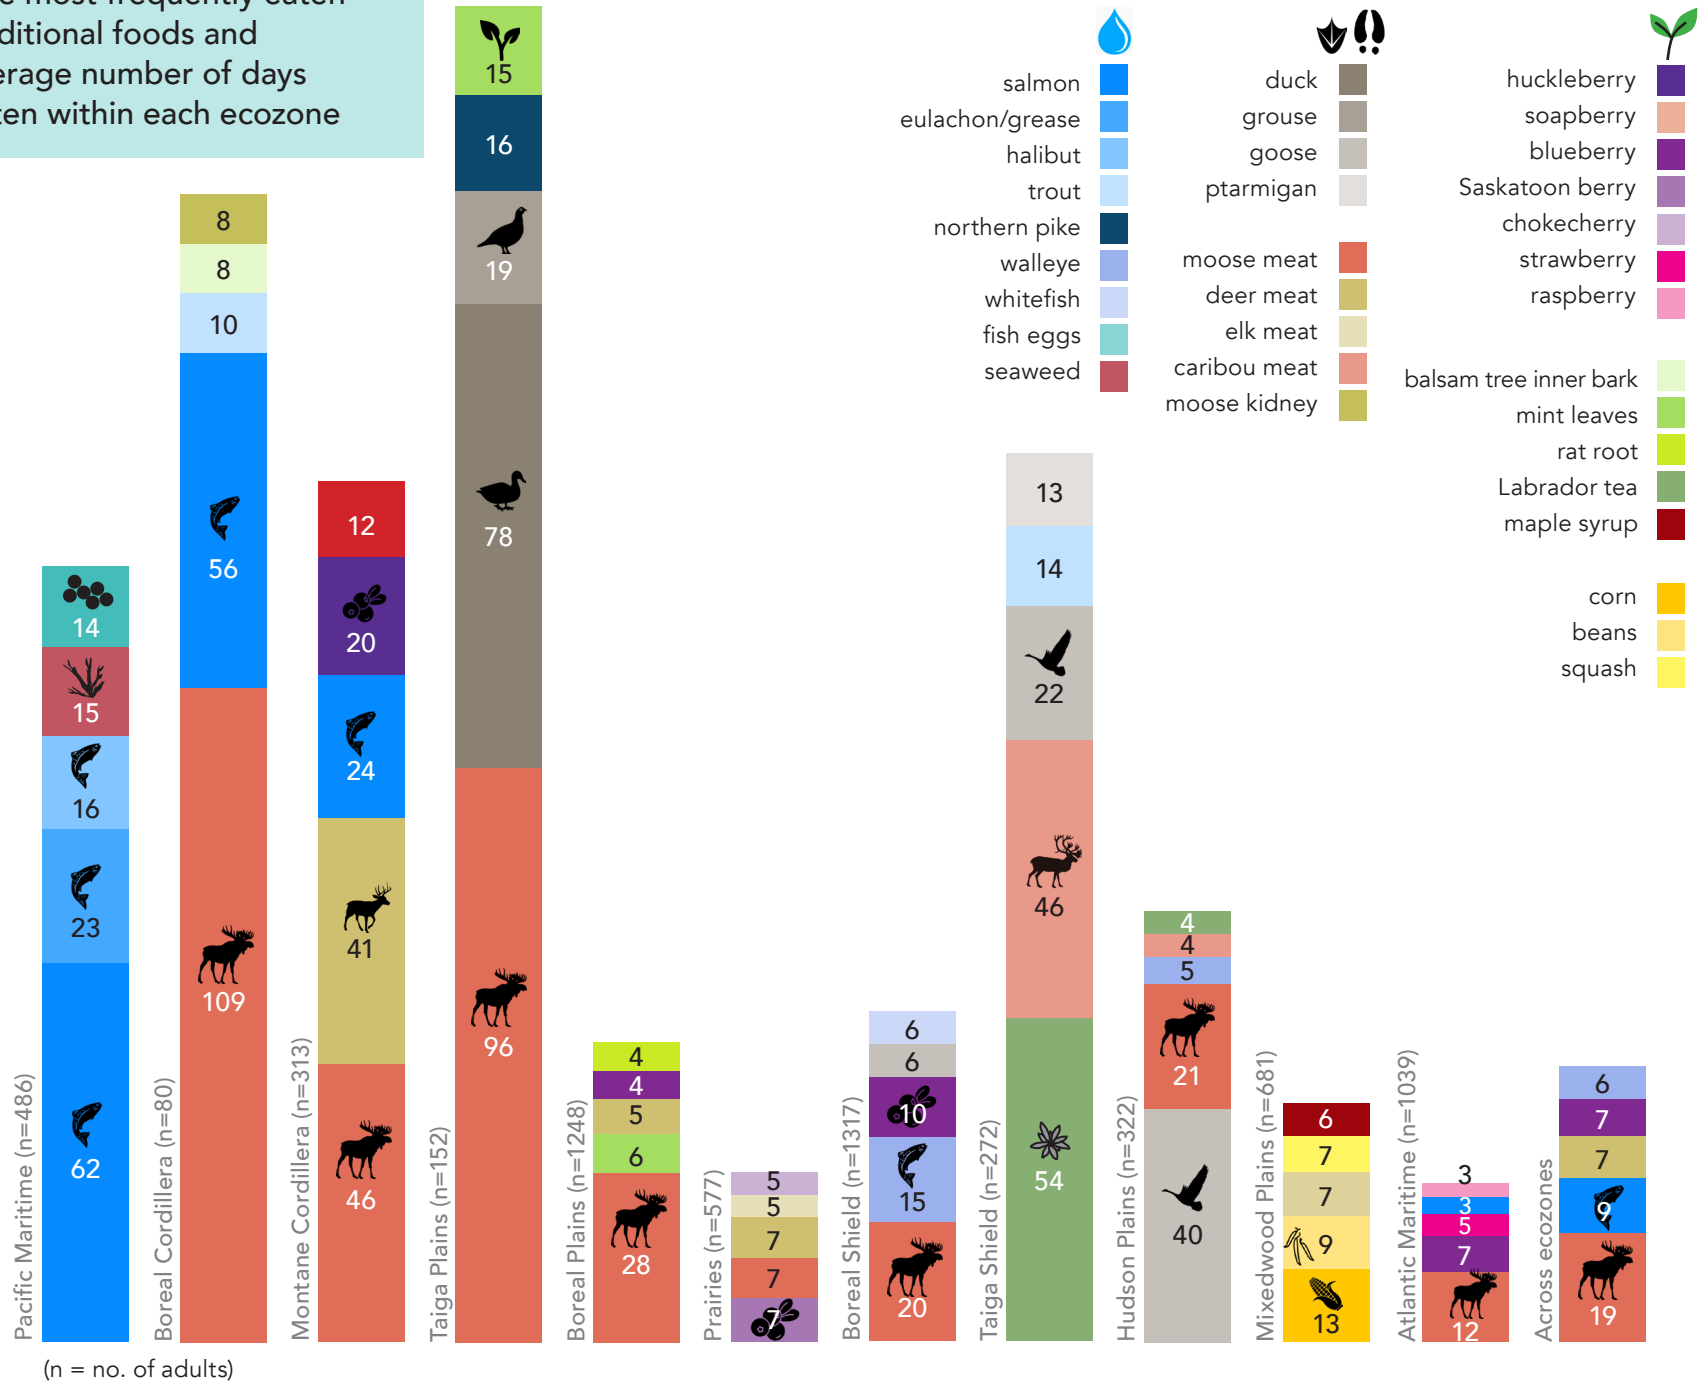 most frequently eaten
foods and
number of days
within each ecozone
salmon
eulachon/grease
halibut
trout
northern pike
walleye
whitefish
fish eggs
seaweed
duck
grouse
goose
ptarmigan
moose meat
deer meat
elk meat
caribou meat
moose kidney
huckleberry
soapberry
blueberry
Saskatoon berry
chokecherry
strawberry
raspberry
balsam tree inner bark
mint leaves
rat root
Labrador tea
maple syrup
corn
beans
squash
Pacific Maritime (n=486)
14
15
16
23
62
Boreal Cordillera (n=80)
8
8
10
56
109
Montane Cordillera (n=313)
12
20
24
41
46
Taiga Plains (n=152)
15
16
19
78
96
Boreal Plains (n=1248)
4
4
5
6
28
Prairies (n=577)
5
5
7
7
7
Boreal Shield (n=1317)
6
6
10
15
20
Taiga Shield (n=272)
13
14
22
46
54
Hudson Plains (n=322)
4
4
5
21
40
Mixedwood Plains (n=681)
6
7
7
9
13
Atlantic Maritime (n=1039)
3
3
5
7
12
Across ecozones
6
7
7
9
19
(n = no. of adults)